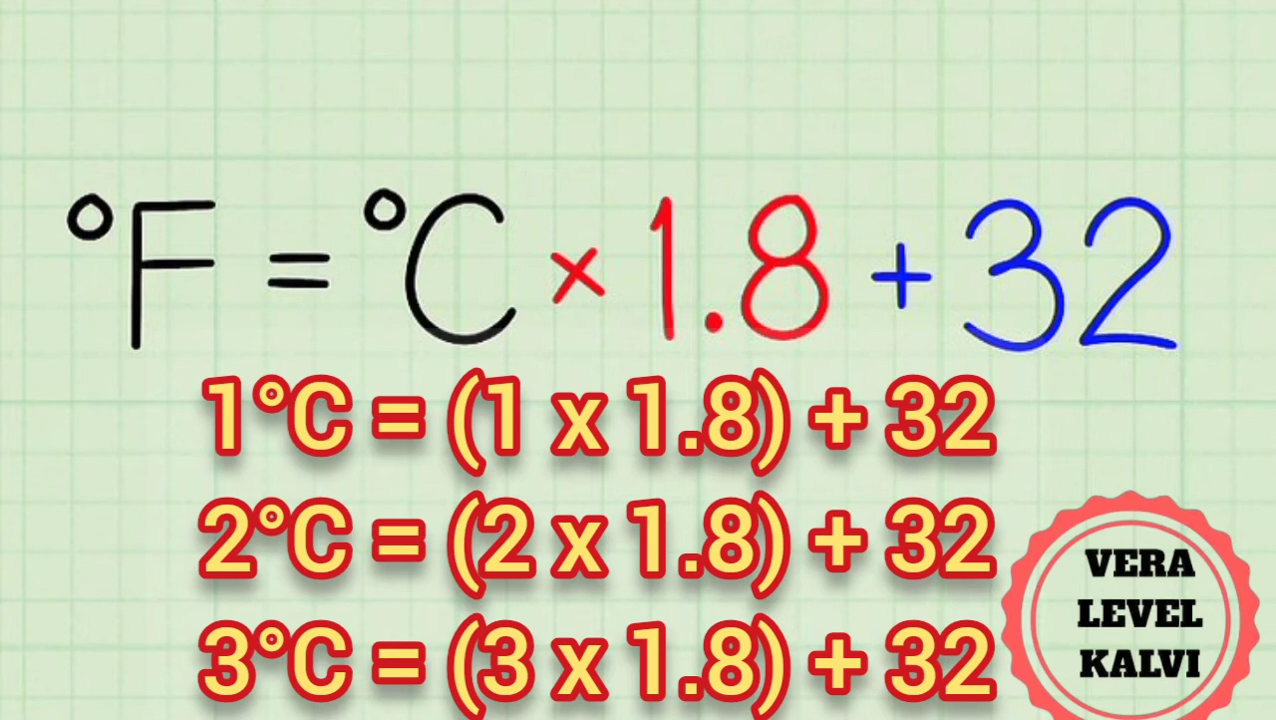 °F = °C × 1.8 + 32
1°C = (1 x 1.8) + 32
2°C = (2 x 1.8) + 32
3°C = (3 x 1.8) + 32
VERA
LEVEL
KALVI